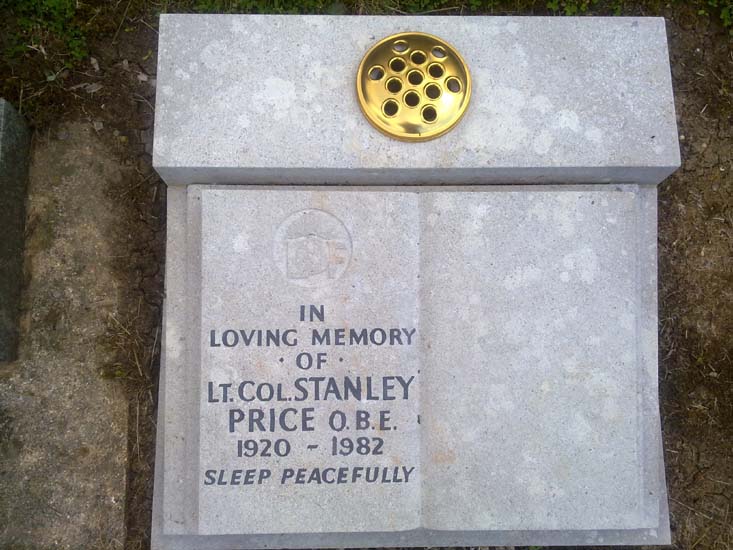 IN
LOVING MEMORY
· OF ·
LT. COL. STANLEY
PRICE O.B.E.
1920 ~ 1982
SLEEP PEACEFULLY